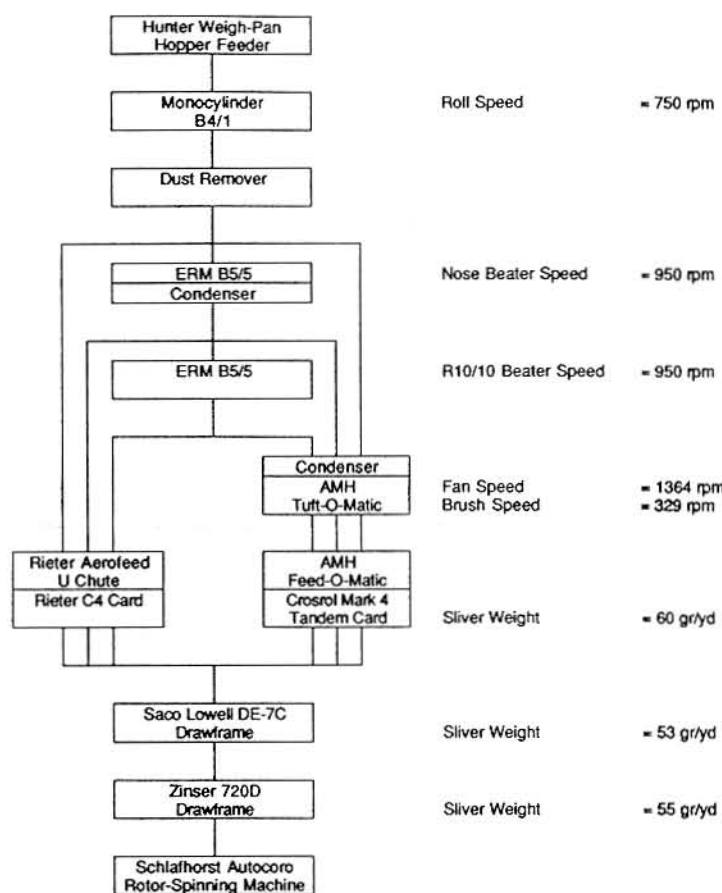 Hunter Weigh-Pan
Hopper Feeder
Monocylinder
B4/1
Roll Speed = 750 rpm
Dust Remover
ERM B5/5
Condenser
Nose Beater Speed = 950 rpm
ERM B5/5
R10/10 Beater Speed = 950 rpm
Condenser
AMH
Tuft-O-Matic
Fan Speed = 1364 rpm
Brush Speed = 329 rpm
Rieter Aerofeed
U Chute
Rieter C4 Card
AMH
Feed-O-Matic
Crosrol Mark 4
Tandem Card
Sliver Weight = 60 gr/yd
Saco Lowell DE-7C
Drawframe
Sliver Weight = 53 gr/yd
Zinser 720D
Drawframe
Sliver Weight = 55 gr/yd
Schlafhorst Autocoro
Rotor-Spinning Machine